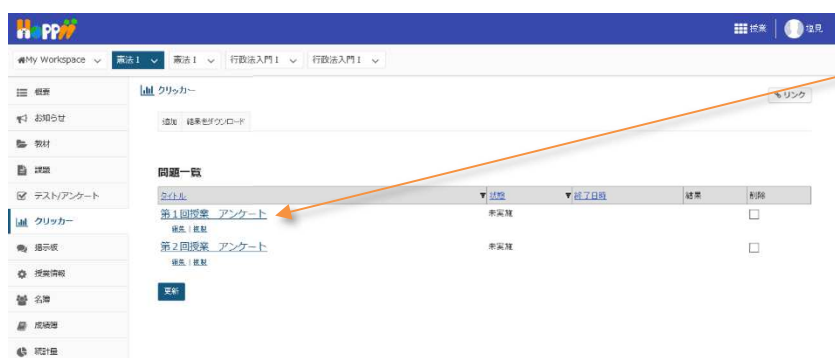 Hoppii
授業 塩見
My Workspace 憲法Ⅰ 憲法Ⅰ 行政法入門Ⅰ 行政法入門Ⅰ
概要
クリッカー
リンク
お知らせ
追加 結果をダウンロード
教材
課題
問題一覧
テスト/アンケート
タイトル ▼状態 ▼終了日時 結果 削除
クリッカー
第1回授業 アンケート 未実施
編集 | 複製
掲示板
第2回授業 アンケート 未実施
編集 | 複製
授業情報
更新
名簿
成績簿
統計量